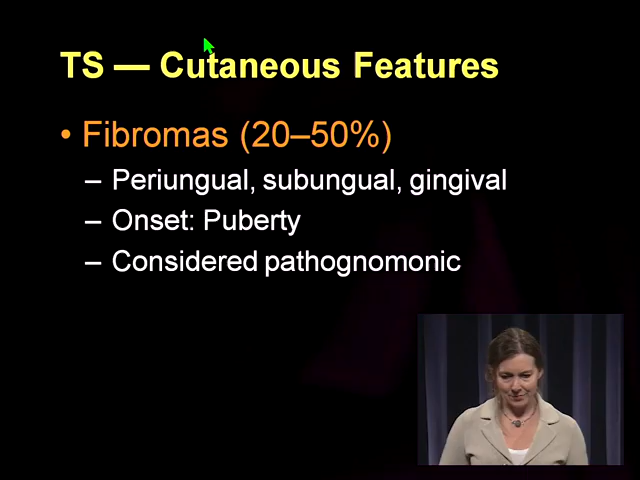 TS — Cutaneous Features
• Fibromas (20–50%)
– Periungual, subungual, gingival
– Onset: Puberty
– Considered pathognomonic